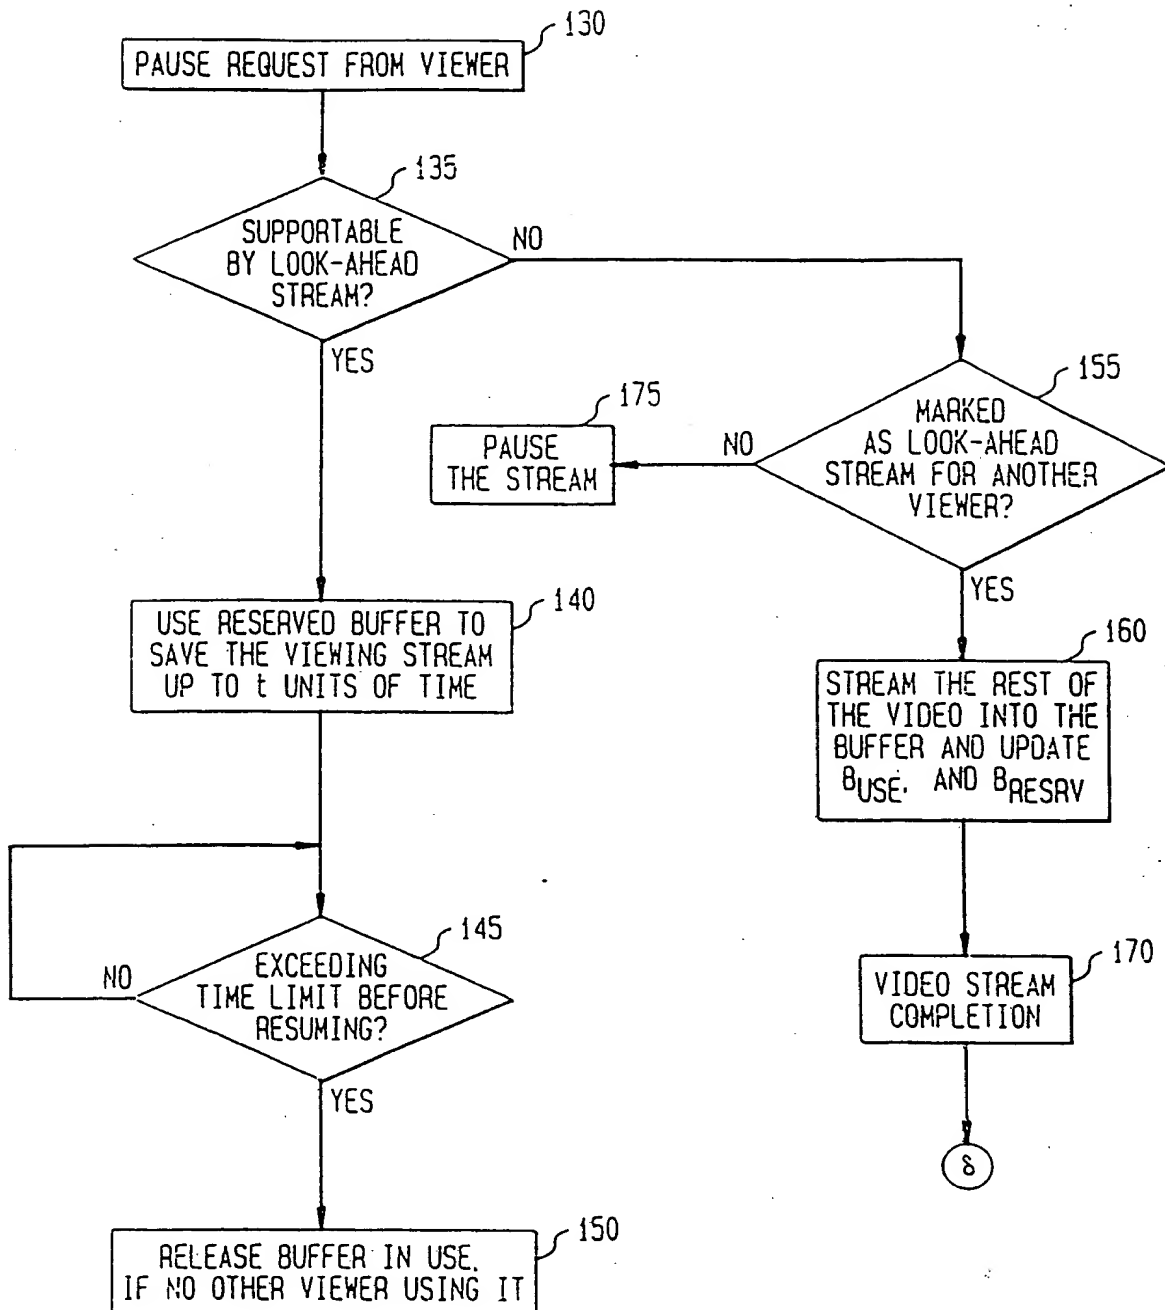 130
PAUSE REQUEST FROM VIEWER
135
SUPPORTABLE
BY LOOK-AHEAD
STREAM?
NO
YES
155
MARKED
AS LOOK-AHEAD
STREAM FOR ANOTHER
VIEWER?
NO
YES
175
PAUSE
THE STREAM
140
USE RESERVED BUFFER TO
SAVE THE VIEWING STREAM
UP TO t UNITS OF TIME
160
STREAM THE REST OF
THE VIDEO INTO THE
BUFFER AND UPDATE
BUSE. AND BRESRV
145
EXCEEDING
TIME LIMIT BEFORE
RESUMING?
NO
YES
170
VIDEO STREAM
COMPLETION
δ
150
RELEASE BUFFER IN USE.
IF NO OTHER VIEWER USING IT